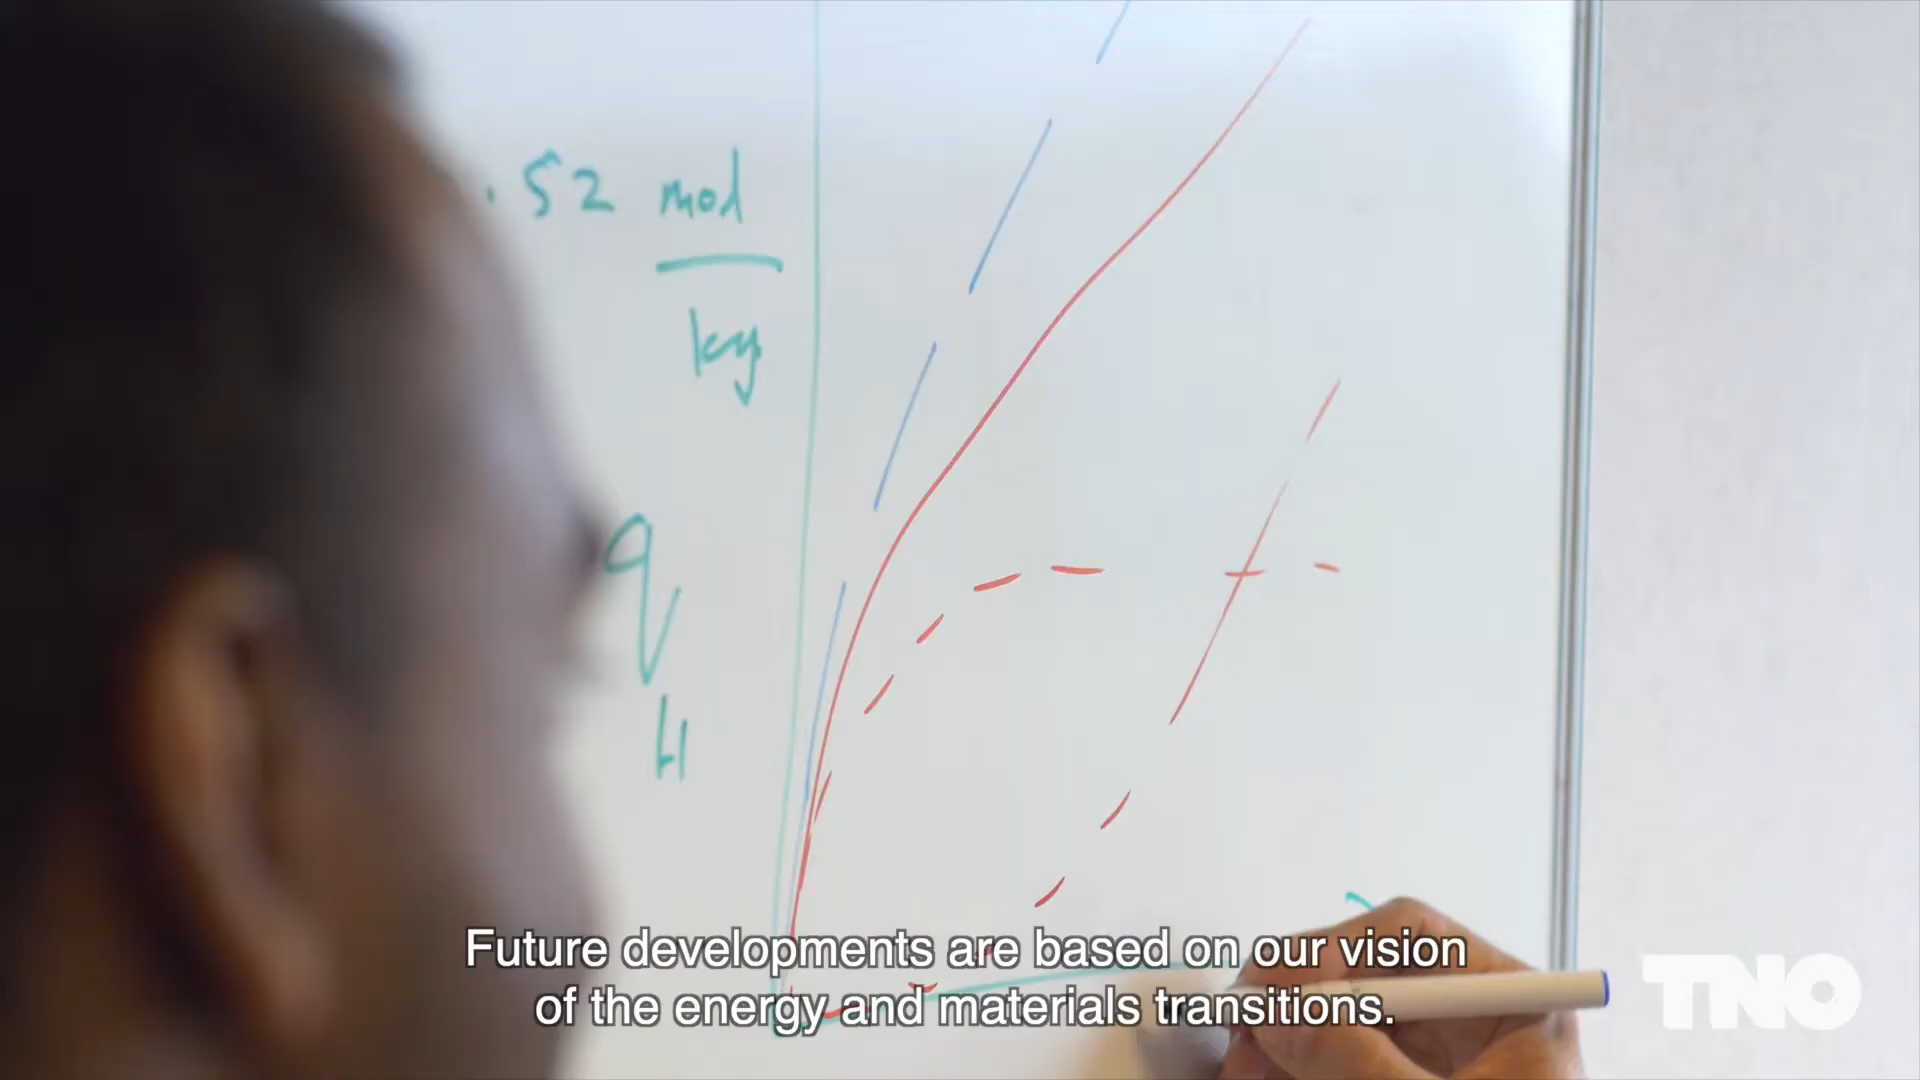 .52 mol
kg
q
H
Future developments are based on our vision
of the energy and materials transitions.
TNO